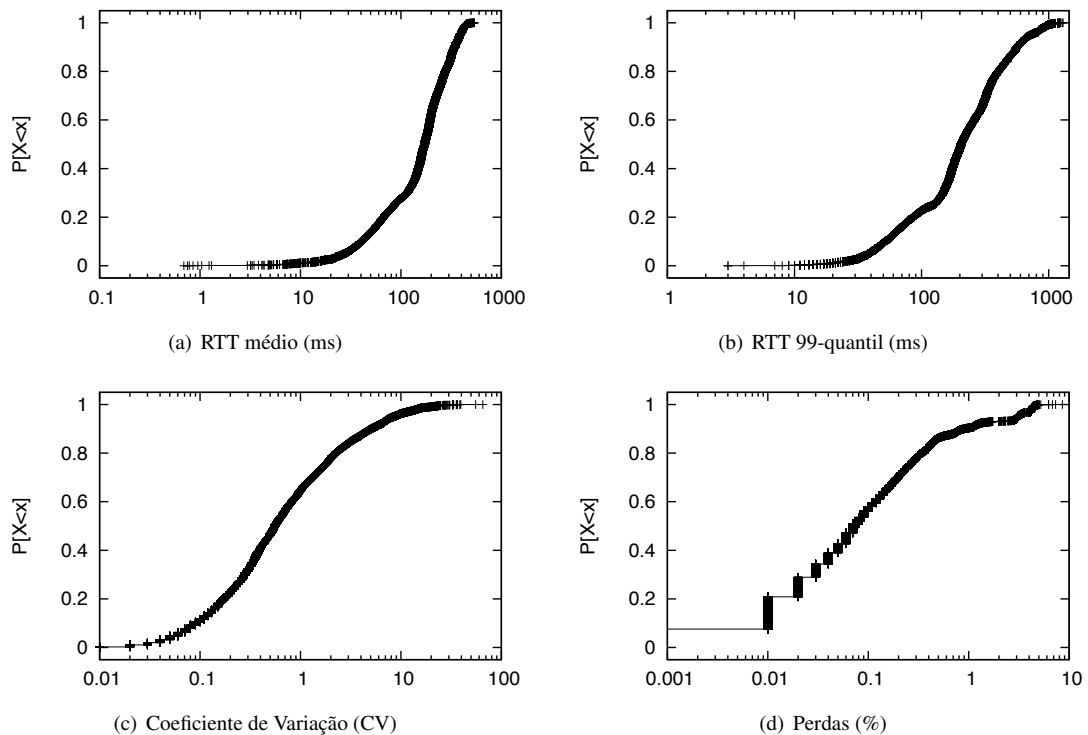 1
0.8
0.6
0.4
0.2
0
P[X<x]
0.1 1 10 100 1000
(a) RTT médio (ms)
1
0.8
0.6
0.4
0.2
0
P[X<x]
1 10 100 1000
(b) RTT 99-quantil (ms)
1
0.8
0.6
0.4
0.2
0
P[X<x]
0.01 0.1 1 10 100
(c) Coeficiente de Variação (CV)
1
0.8
0.6
0.4
0.2
0
P[X<x]
0.001 0.01 0.1 1 10
(d) Perdas (%)